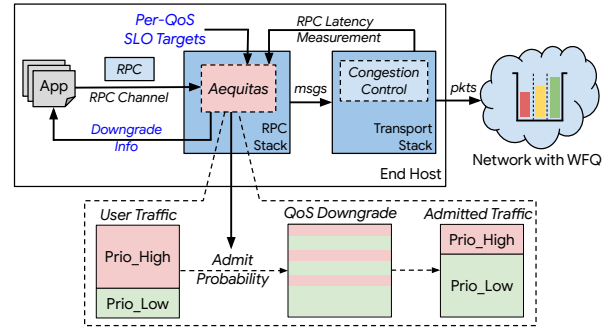 Per-QoS
SLO Targets
RPC Latency
Measurement
RPC
App
RPC Channel
Aequitas
msgs
Congestion
Control
pkts
Downgrade
Info
RPC
Stack
Transport
Stack
Network with WFQ
End Host
User Traffic
QoS Downgrade
Admitted Traffic
Prio_High
Prio_Low
Admit
Probability
Prio_High
Prio_Low